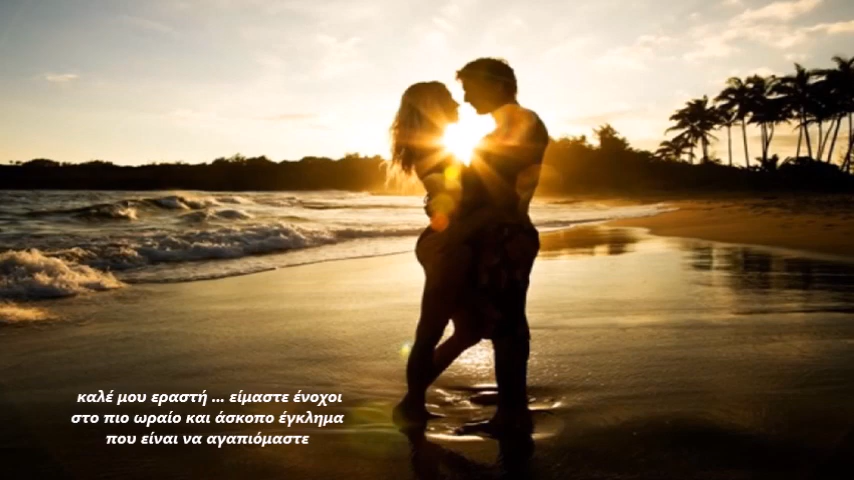 καλέ μου εραστή ... είμαστε ένοχοι
στο πιο ωραίο και άσκοπο έγκλημα
που είναι να αγαπιόμαστε